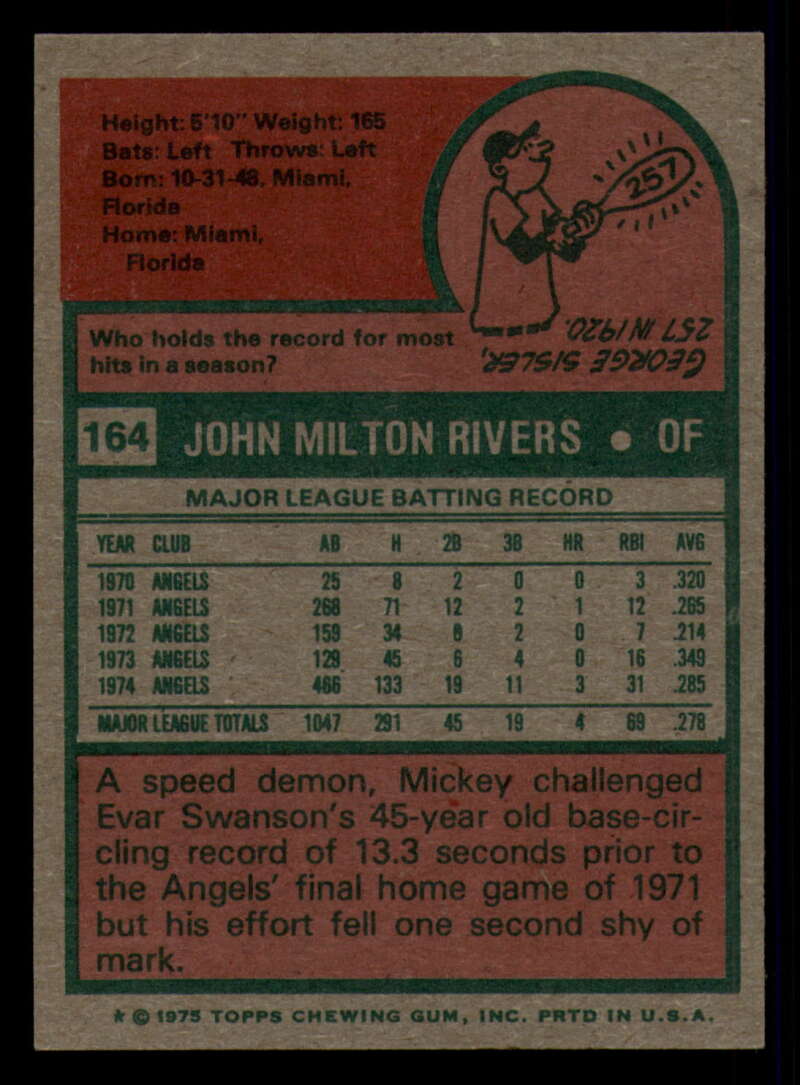 Height: 5'10" Weight: 165
Bats: Left Throws: Left
Born: 10-31-48, Miami,
Florida
Home: Miami,
Florida
257
Who holds the record for most
hits in a season?
GEORGE SISLER,
257 IN 1920.
164 JOHN MILTON RIVERS • OF
MAJOR LEAGUE BATTING RECORD
YEAR CLUB AB H 2B 3B HR RBI AVG
1970 ANGELS 25 8 2 0 0 3 .320
1971 ANGELS 268 71 12 2 1 12 .265
1972 ANGELS 159 34 6 2 0 7 .214
1973 ANGELS 129 45 6 4 0 16 .349
1974 ANGELS 466 133 19 11 3 31 .285
MAJOR LEAGUE TOTALS 1047 291 45 19 4 69 .278
A speed demon, Mickey challenged
Evar Swanson's 45-year old base-cir-
cling record of 13.3 seconds prior to
the Angels' final home game of 1971
but his effort fell one second shy of
mark.
* © 1975 TOPPS CHEWING GUM, INC. PRTD IN U.S.A.